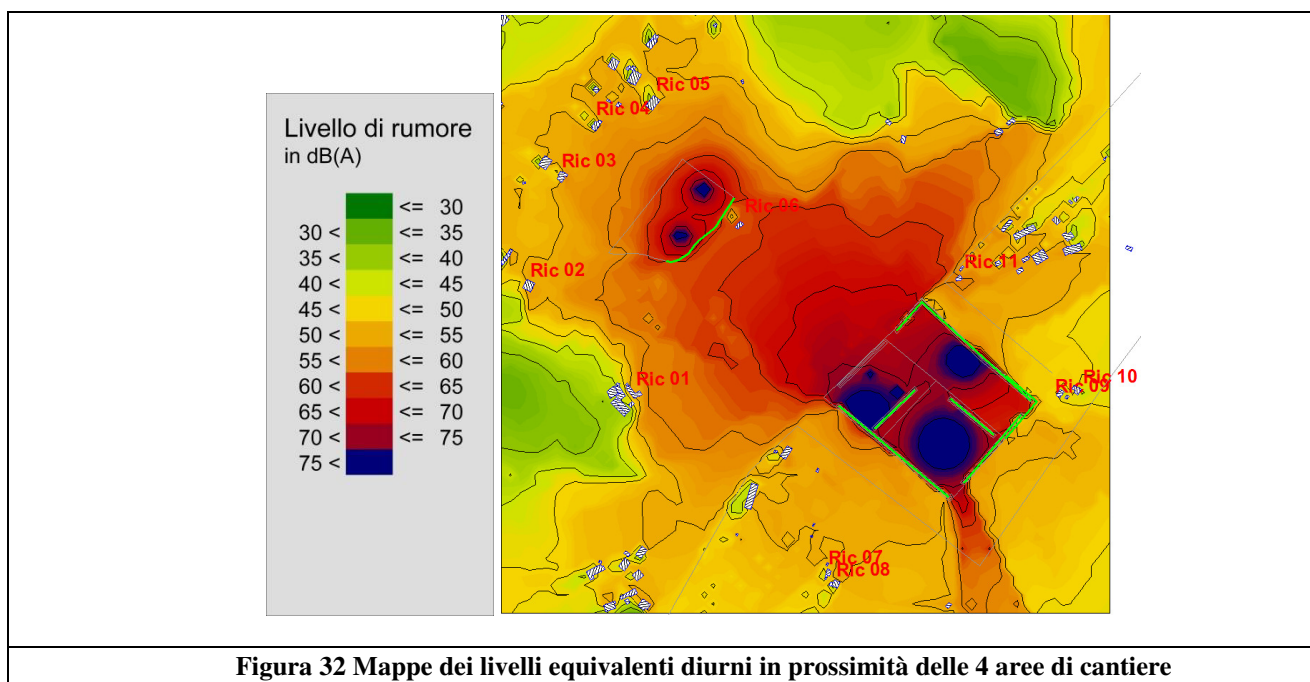 Livello di rumore
in dB(A)
<= 30
30 < <= 35
35 < <= 40
40 < <= 45
45 < <= 50
50 < <= 55
55 < <= 60
60 < <= 65
65 < <= 70
70 < <= 75
75 <
Ric 05
Ric 04
Ric 03
Ric 06
Ric 11
Ric 02
Ric 01
Ric 10
Ric 09
Ric 07
Ric 08
Figura 32 Mappe dei livelli equivalenti diurni in prossimità delle 4 aree di cantiere